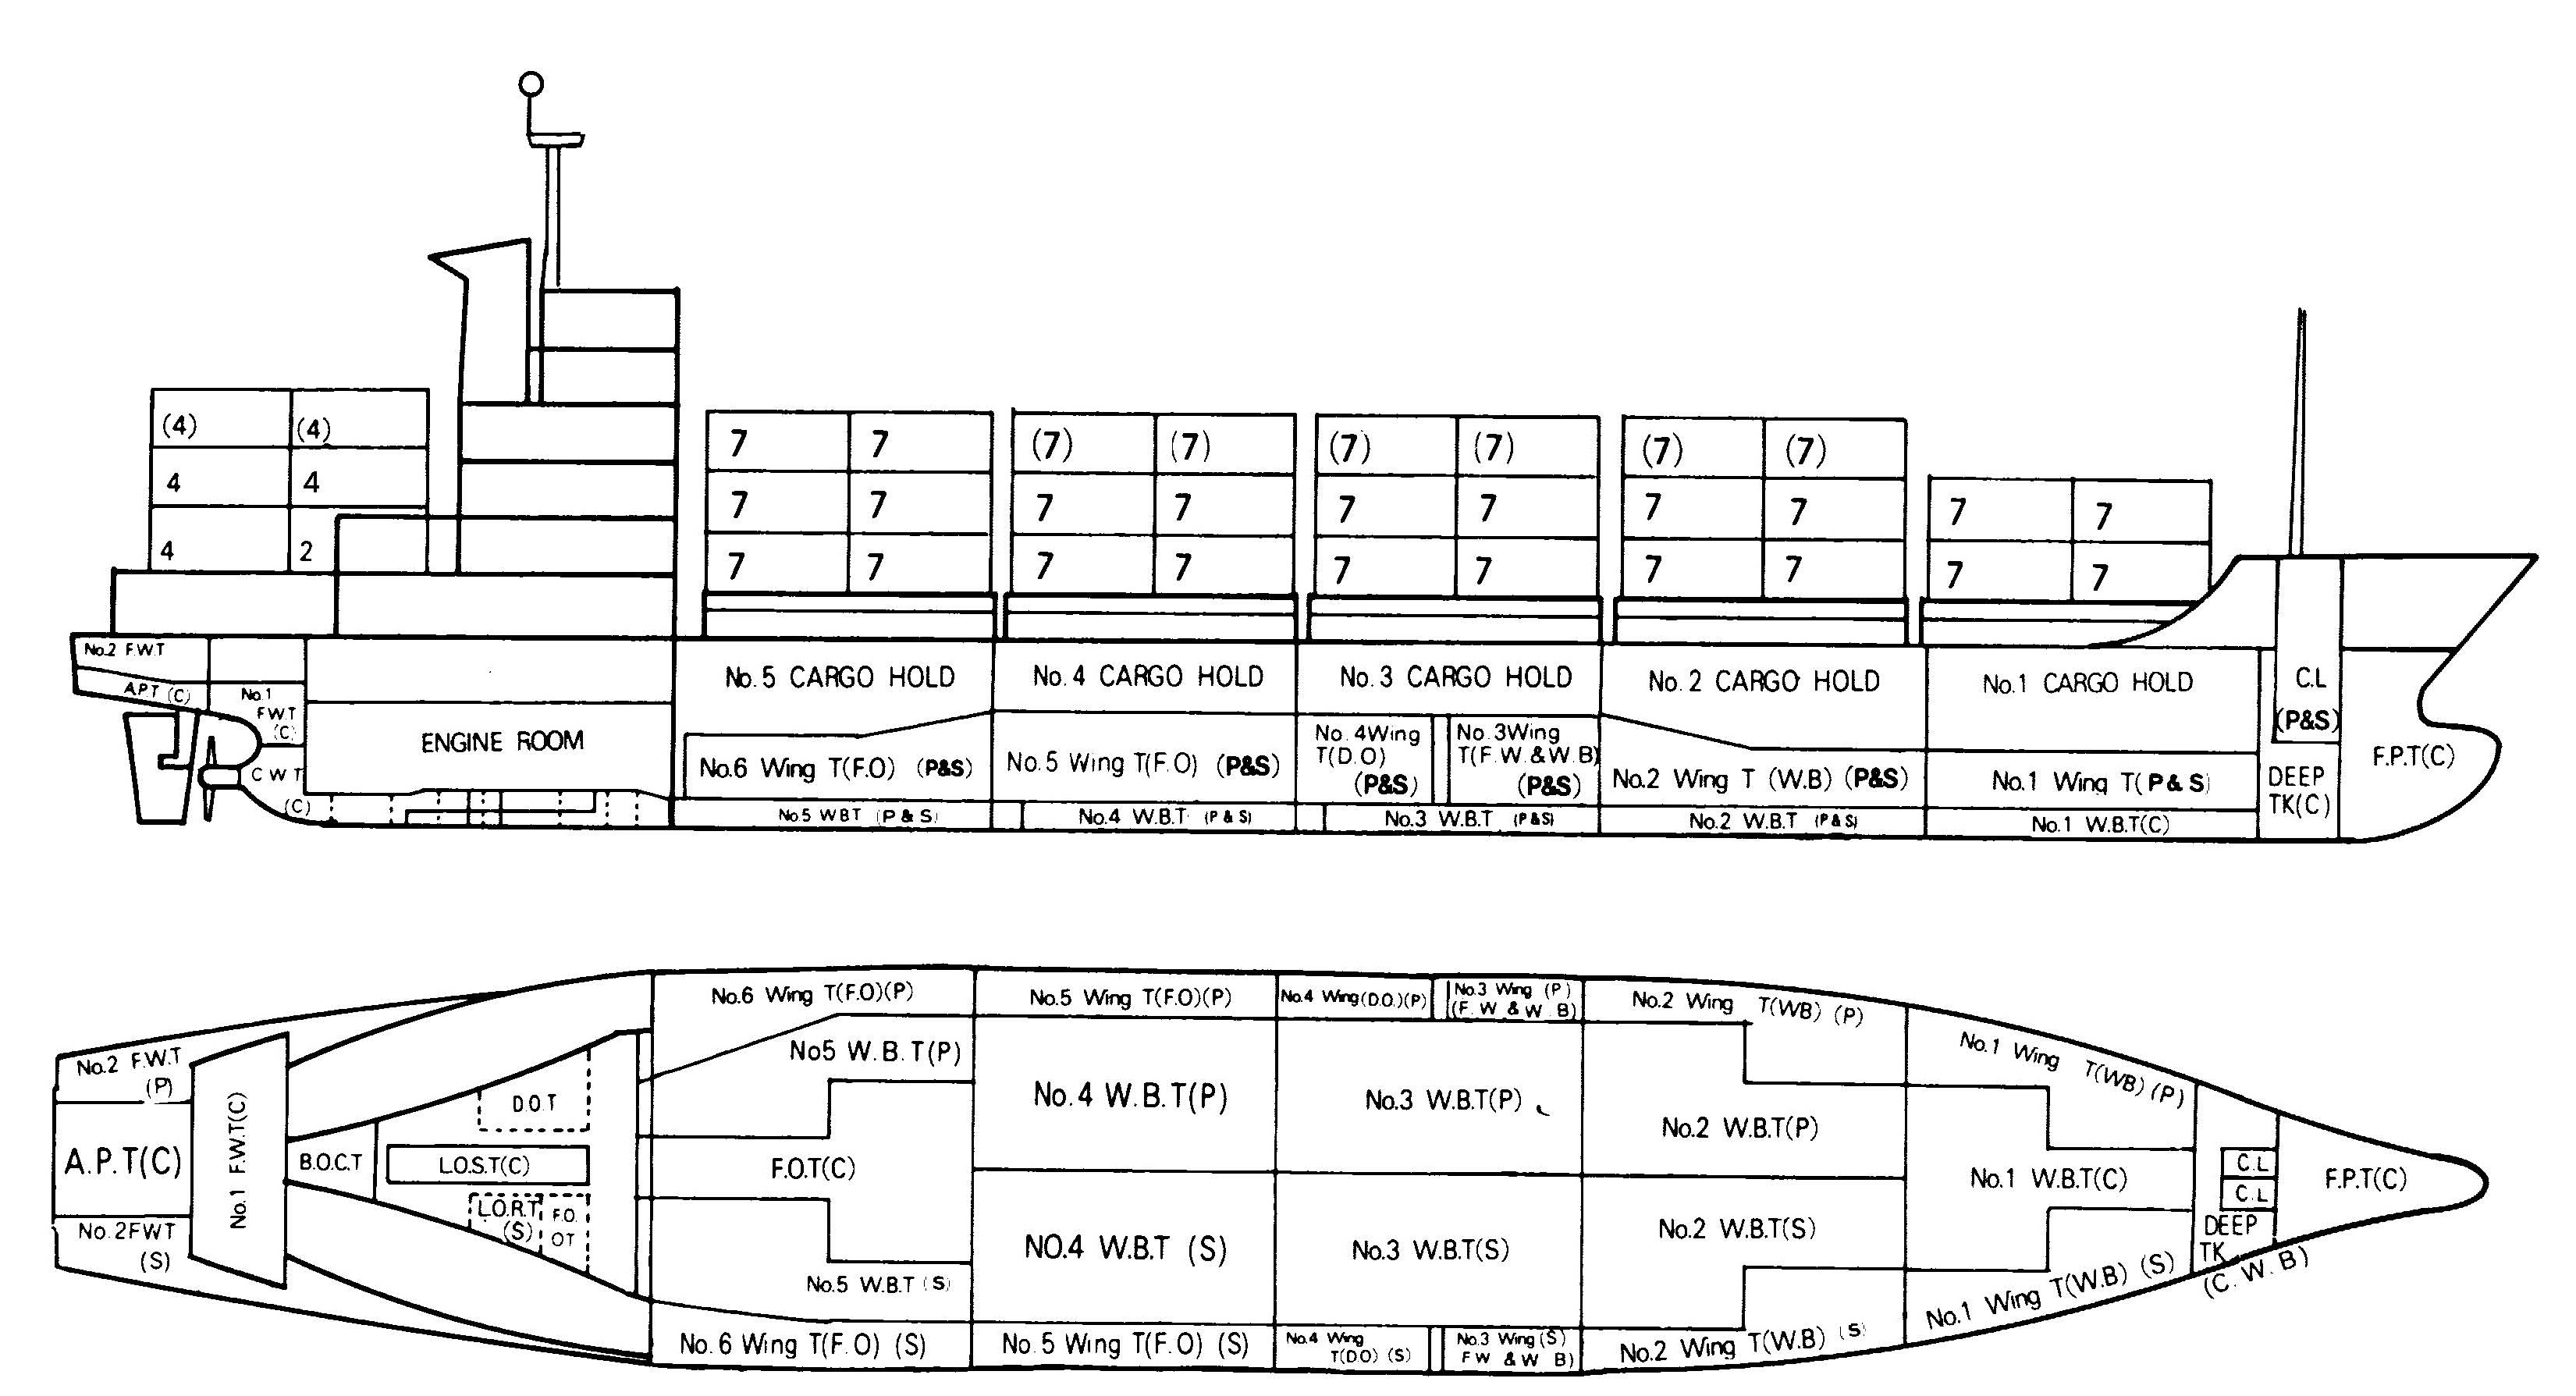 (4) (4)
4 4
4 2
7 7 (7) (7) (7) (7) (7) (7)
7 7 7 7 7 7 7 7 7 7
7 7 7 7 7 7 7 7 7 7
No.2 F.W.T
A.P.T (C)
No.1
F.W.T
(C)
C W T
(C)
ENGINE ROOM
No.5 CARGO HOLD
No.4 CARGO HOLD
No.3 CARGO HOLD
No.2 CARGO HOLD
No.1 CARGO HOLD
C.L
(P&S)
F.P.T(C)
No.6 Wing T(F.O) (P&S)
No.5 Wing T(F.O) (P&S)
No.4Wing
T(D.O)
(P&S)
No.3Wing
T(F.W.&W.B)
(P&S)
No.2 Wing T (W.B) (P&S)
No.1 Wing T(P&S)
DEEP
TK(C)
No.5 WBT (P&S)
No.4 W.B.T (P&S)
No.3 W.B.T (P&S)
No.2 W.B.T (P&S)
No.1 W.B.T(C)
No.2 F.W.T
(P)
A.P.T(C)
No.2FWT
(S)
No.1 F.W.T(C)
B.O.C.T
D.O.T
L.O.S.T(C)
L.O.R.T
(S)
F.O.
OT
No.6 Wing T(F.O)(P)
No5 W.B.T(P)
F.O.T(C)
No.5 W.B.T (S)
No.6 Wing T(F.O) (S)
No.5 Wing T(F.O)(P)
No.4 W.B.T(P)
NO.4 W.B.T (S)
No.5 Wing T(F.O) (S)
No.4 Wing(D.O.)(P)
No.3 Wing (P)
(F.W & W.B)
No.3 W.B.T(P)
No.3 W.B.T(S)
No.4 Wing
T(D.O) (S)
No.3 Wing(S)
FW & W B)
No.2 Wing T(WB) (P)
No.2 W.B.T(P)
No.2 W.B.T(S)
No.2 Wing T(W.B) (S)
No.1 Wing T(WB) (P)
No.1 W.B.T(C)
No.1 Wing T(W.B) (S)
C.L
C.L
DEEP
TK
(C.W.B)
F.P.T(C)